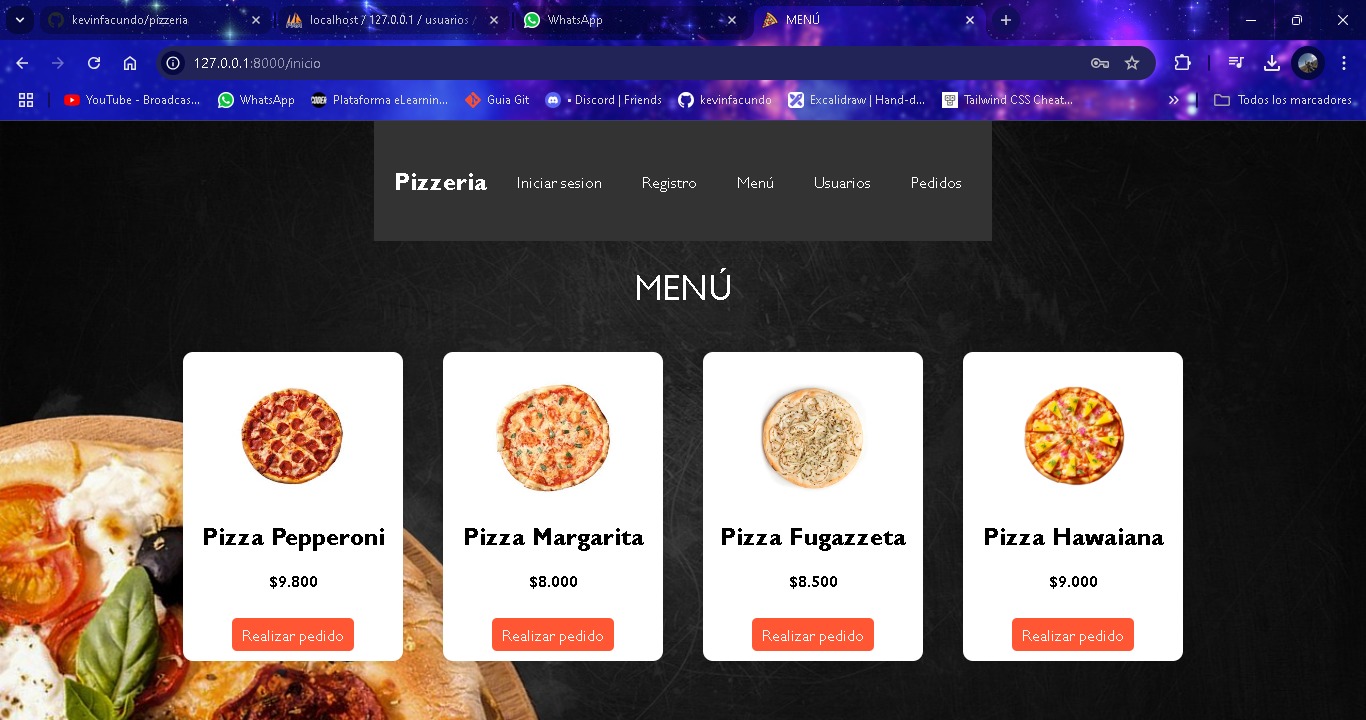 kevinfacundo/pizzeria
localhost / 127.0.0.1 / usuarios /
WhatsApp
MENÚ
127.0.0.1:8000/inicio
YouTube - Broadcas...
WhatsApp
CODER
Plataforma eLearnin...
Guia Git
• Discord | Friends
kevinfacundo
Excalidraw | Hand-d...
Tailwind CSS Cheat...
Todos los marcadores
Pizzeria
Iniciar sesion
Registro
Menú
Usuarios
Pedidos
MENÚ
Pizza Pepperoni
$9.800
Realizar pedido
Pizza Margarita
$8.000
Realizar pedido
Pizza Fugazzeta
$8.500
Realizar pedido
Pizza Hawaiana
$9.000
Realizar pedido